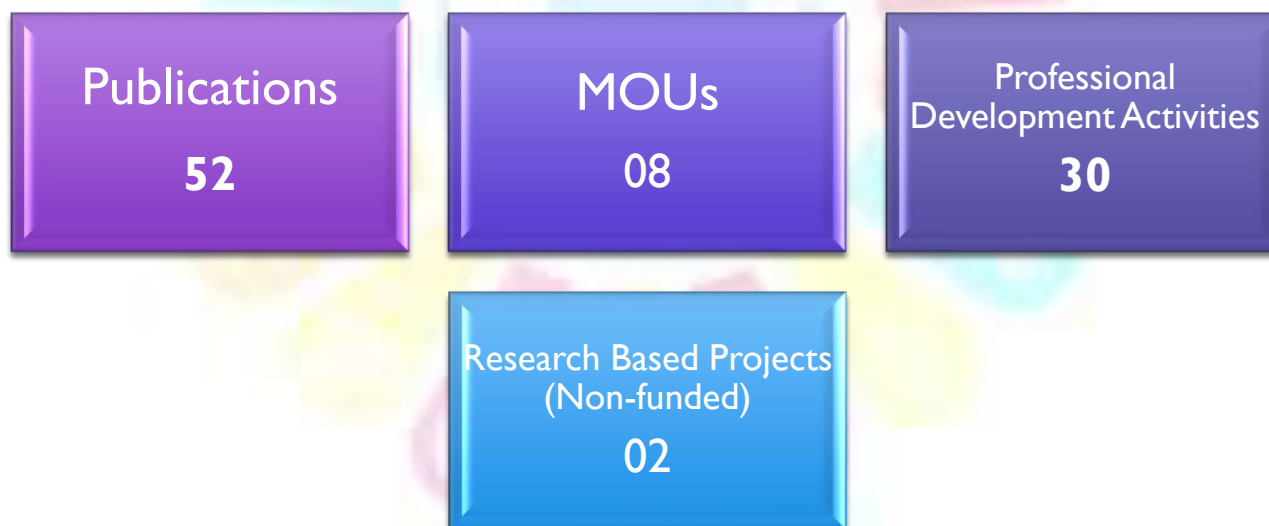 Publications
52
MOUs
08
Professional
Development Activities
30
Research Based Projects
(Non-funded)
02